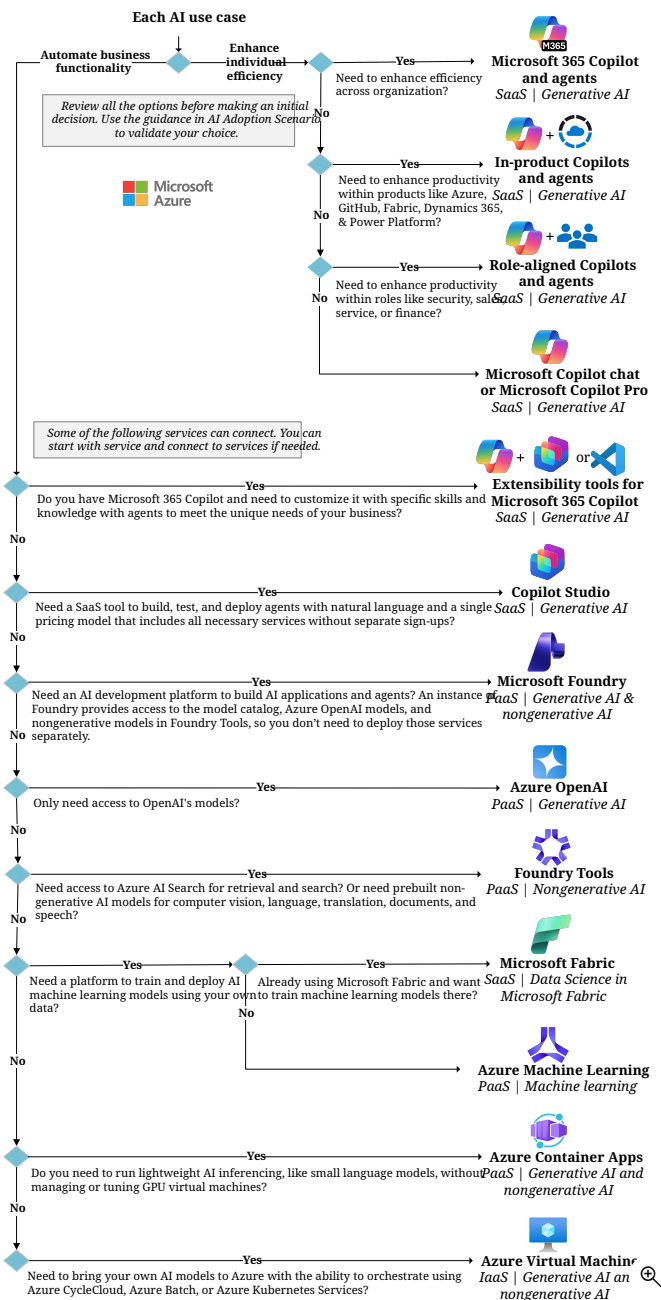 Each AI use case
Automate business
functionality
Enhance
individual
efficiency
Yes
Need to enhance efficiency
across organization?
Microsoft 365 Copilot
and agents
SaaS | Generative AI
M365
Review all the options before making an initial
decision. Use the guidance in AI Adoption Scenario
to validate your choice.
No
Microsoft
Azure
Yes
Need to enhance productivity
within products like Azure,
GitHub, Fabric, Dynamics 365,
& Power Platform?
+
In-product Copilots
and agents
SaaS | Generative AI
No
Yes
Need to enhance productivity
within roles like security, sales,
service, or finance?
+
Role-aligned Copilots
and agents
SaaS | Generative AI
No
Microsoft Copilot chat
or Microsoft Copilot Pro
SaaS | Generative AI
Some of the following services can connect. You can
start with service and connect to services if needed.
Yes
Do you have Microsoft 365 Copilot and need to customize it with specific skills and
knowledge with agents to meet the unique needs of your business?
+ or
Extensibility tools for
Microsoft 365 Copilot
SaaS | Generative AI
No
Yes
Need a SaaS tool to build, test, and deploy agents with natural language and a single
pricing model that includes all necessary services without separate sign-ups?
Copilot Studio
SaaS | Generative AI
No
Yes
Need an AI development platform to build AI applications and agents? An instance of
Foundry provides access to the model catalog, Azure OpenAI models, and
nongenerative models in Foundry Tools, so you don’t need to deploy those services
separately.
Microsoft Foundry
PaaS | Generative AI &
nongenerative AI
No
Yes
Only need access to OpenAI's models?
Azure OpenAI
PaaS | Generative AI
No
Yes
Need access to Azure AI Search for retrieval and search? Or need prebuilt non-
generative AI models for computer vision, language, translation, documents, and
speech?
Foundry Tools
PaaS | Nongenerative AI
No
Yes
Need a platform to train and deploy AI
machine learning models using your own
data?
Yes
Already using Microsoft Fabric and want
to train machine learning models there?
Microsoft Fabric
SaaS | Data Science in
Microsoft Fabric
No
Azure Machine Learning
PaaS | Machine learning
No
Yes
Do you need to run lightweight AI inferencing, like small language models, without
managing or tuning GPU virtual machines?
Azure Container Apps
PaaS | Generative AI and
nongenerative AI
No
Yes
Need to bring your own AI models to Azure with the ability to orchestrate using
Azure CycleCloud, Azure Batch, or Azure Kubernetes Services?
Azure Virtual Machine
IaaS | Generative AI an
nongenerative AI